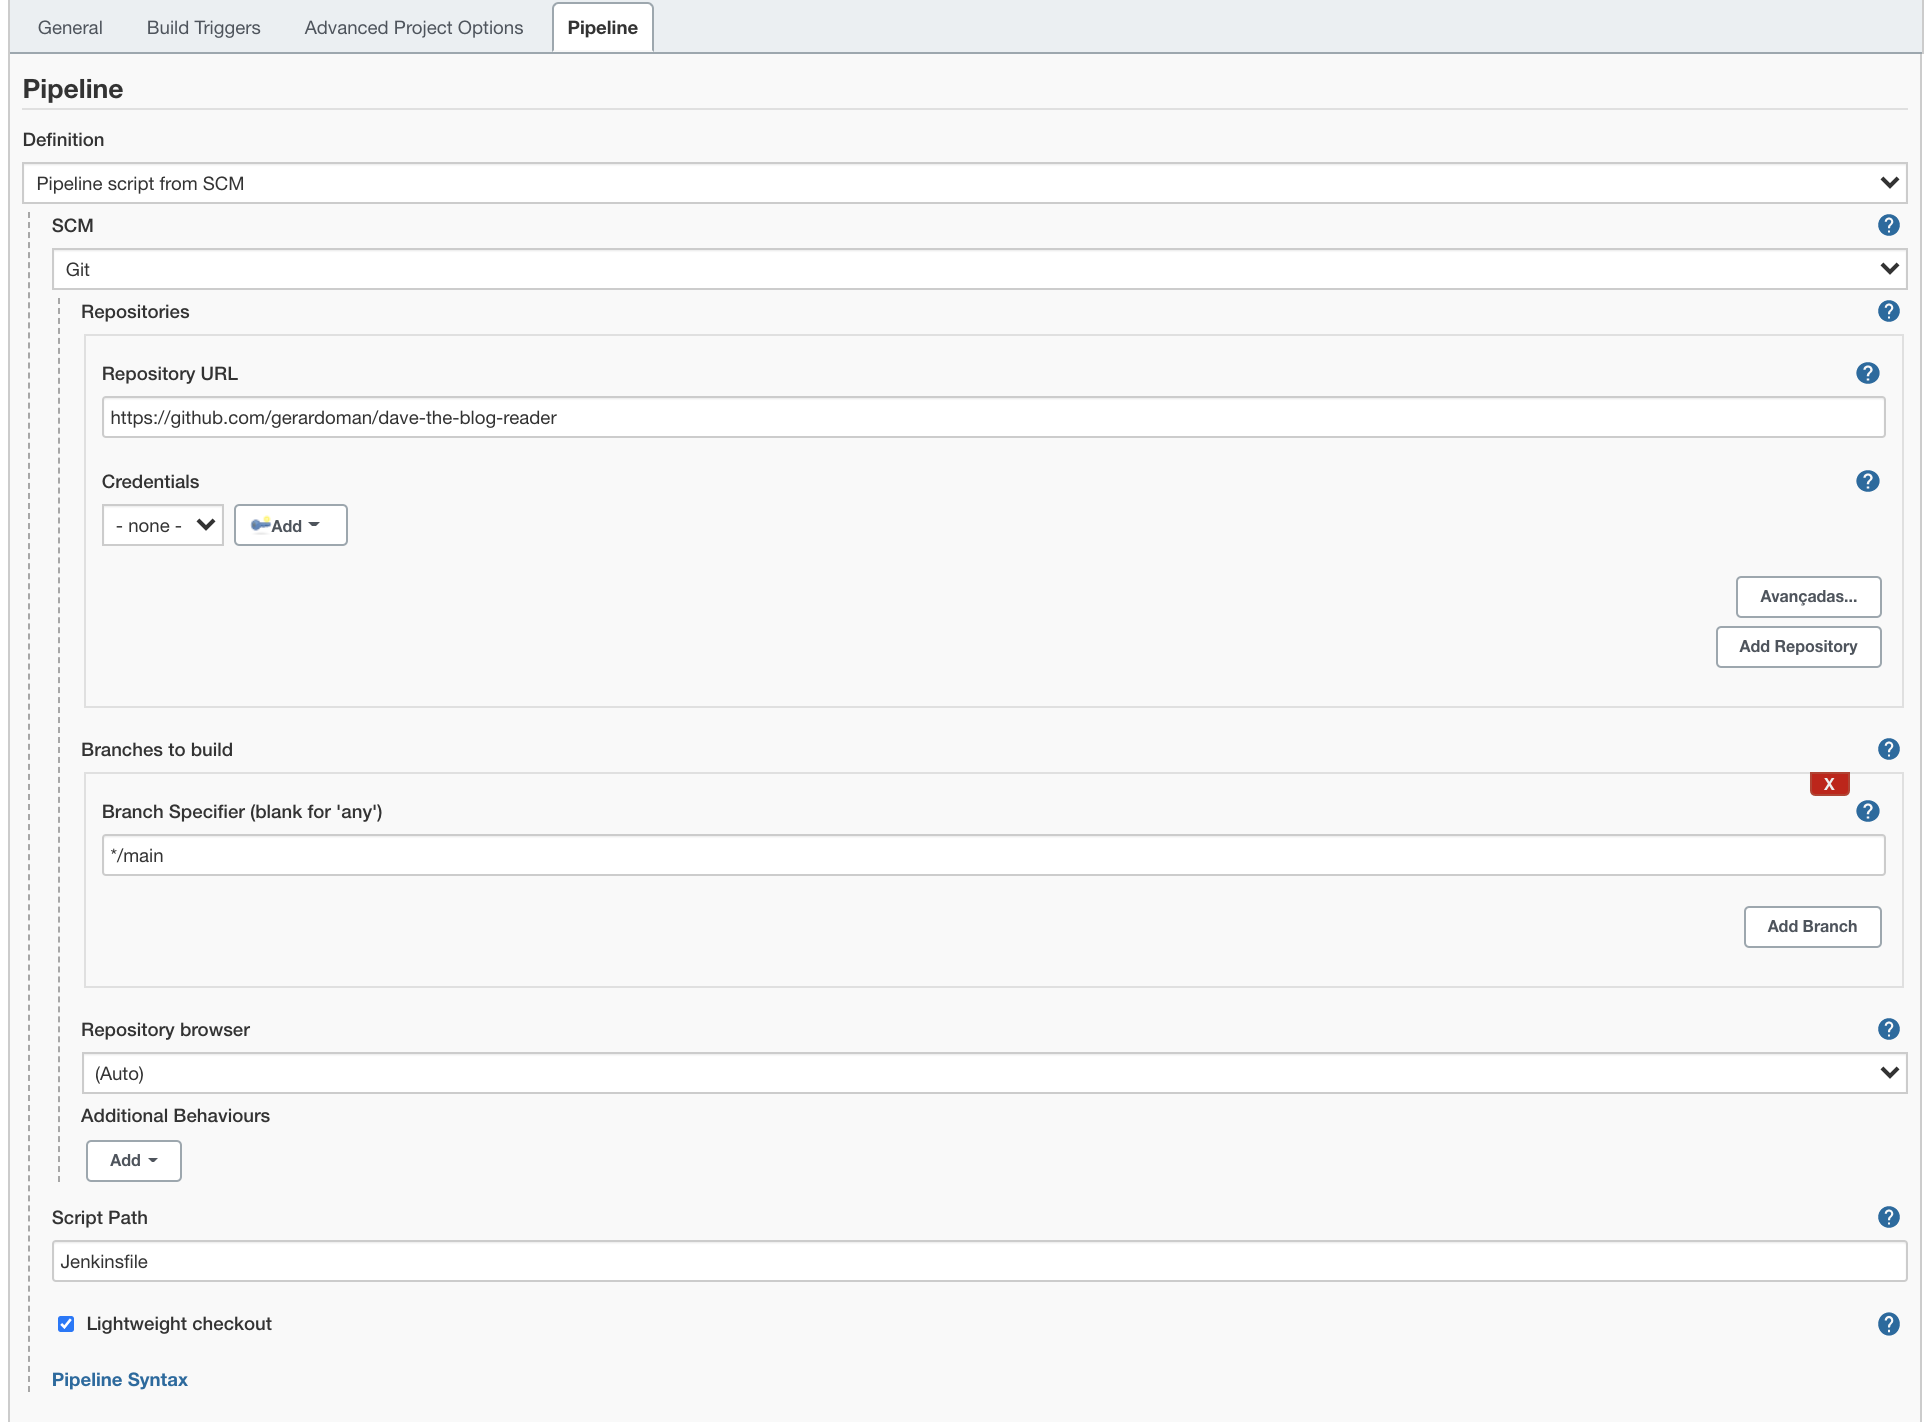 General Build Triggers Advanced Project Options Pipeline
Pipeline
Definition
Pipeline script from SCM
SCM
?
Git
Repositories
?
Repository URL
?
https://github.com/gerardoman/dave-the-blog-reader
Credentials
?
- none - Add
Avançadas...
Add Repository
Branches to build
?
X
Branch Specifier (blank for 'any')
?
*/main
Add Branch
Repository browser
?
(Auto)
Additional Behaviours
Add
Script Path
?
Jenkinsfile
Lightweight checkout
?
Pipeline Syntax